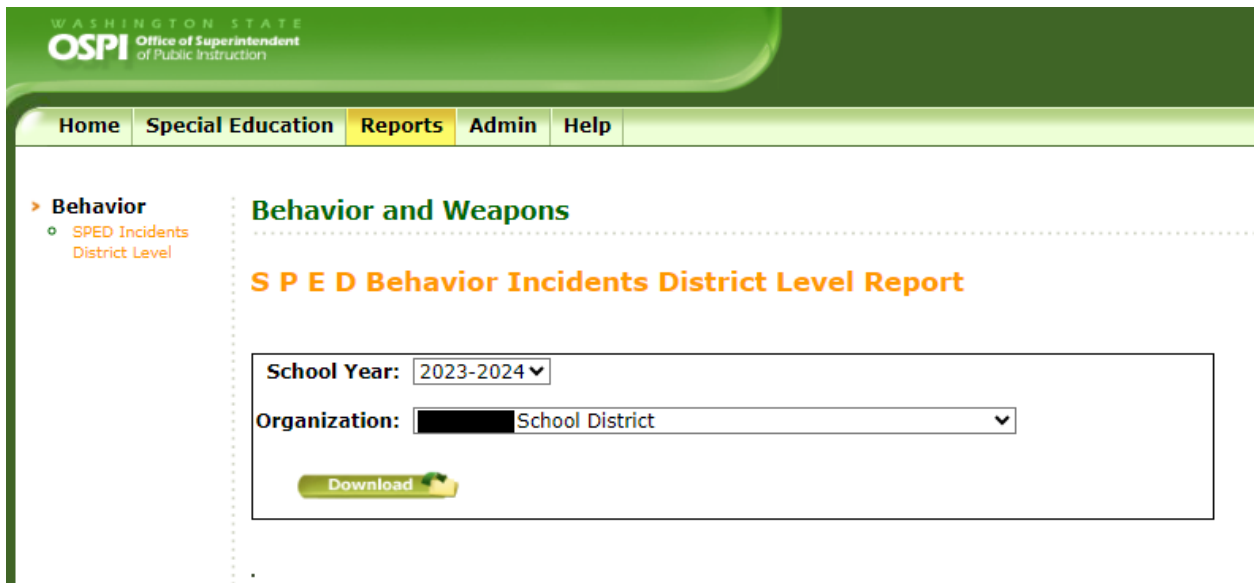 WASHINGTON STATE
OSPI Office of Superintendent
of Public Instruction
Home Special Education Reports Admin Help
Behavior
SPED Incidents
District Level
Behavior and Weapons
S P E D Behavior Incidents District Level Report
School Year: 2023-2024
Organization: School District
Download
.